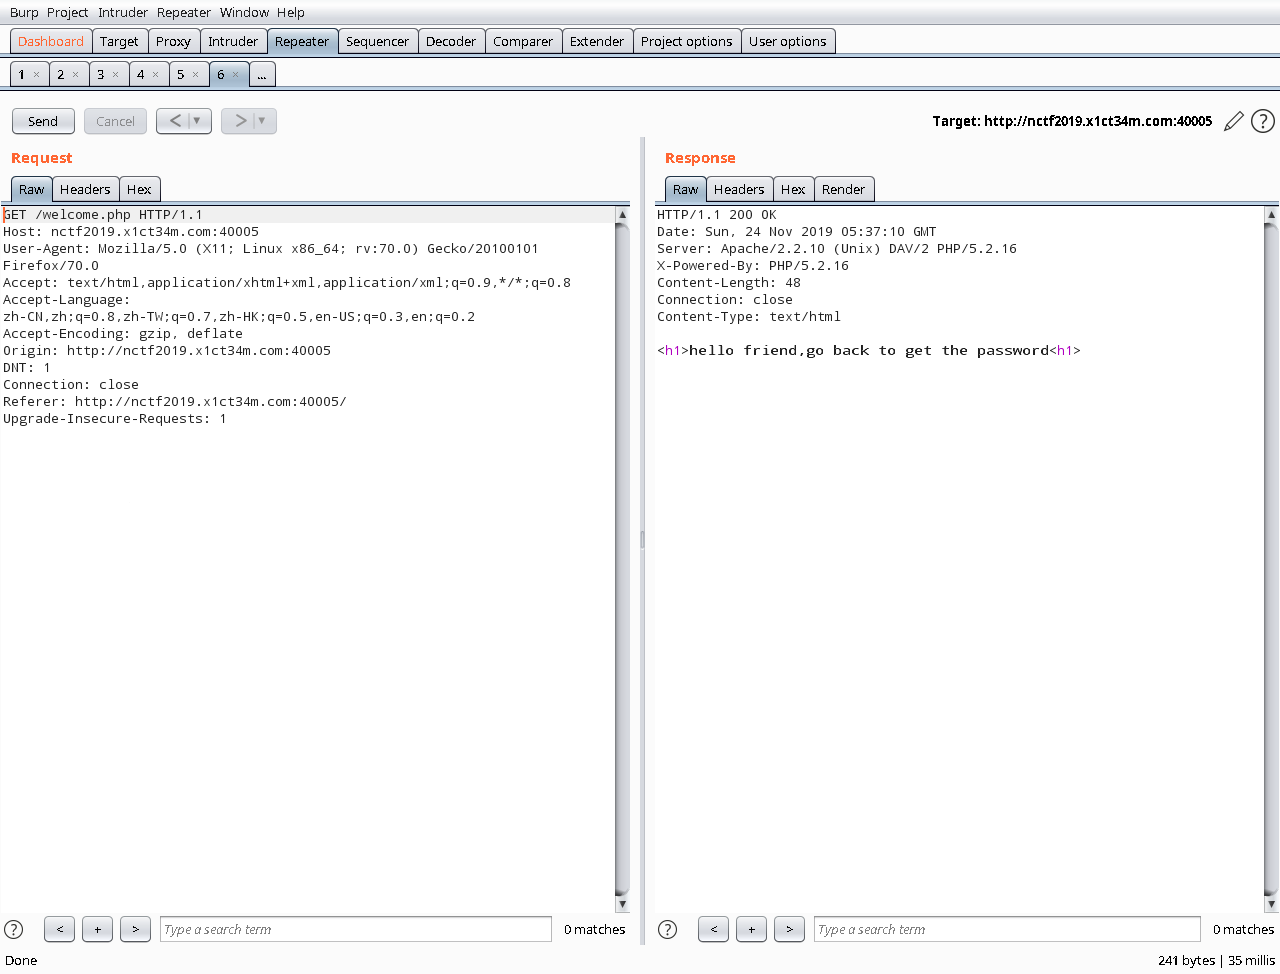 Burp Project Intruder Repeater Window Help
Dashboard Target Proxy Intruder Repeater Sequencer Decoder Comparer Extender Project options User options
1 × 2 × 3 × 4 × 5 × 6 × ...
Send Cancel < ▼ > ▼ Target: http://nctf2019.x1ct34m.com:40005 ?
Request
Raw Headers Hex
GET /welcome.php HTTP/1.1
Host: nctf2019.x1ct34m.com:40005
User-Agent: Mozilla/5.0 (X11; Linux x86_64; rv:70.0) Gecko/20100101
Firefox/70.0
Accept: text/html,application/xhtml+xml,application/xml;q=0.9,*/*;q=0.8
Accept-Language:
zh-CN,zh;q=0.8,zh-TW;q=0.7,zh-HK;q=0.5,en-US;q=0.3,en;q=0.2
Accept-Encoding: gzip, deflate
Origin: http://nctf2019.x1ct34m.com:40005
DNT: 1
Connection: close
Referer: http://nctf2019.x1ct34m.com:40005/
Upgrade-Insecure-Requests: 1
? < + > Type a search term 0 matches
Response
Raw Headers Hex Render
HTTP/1.1 200 OK
Date: Sun, 24 Nov 2019 05:37:10 GMT
Server: Apache/2.2.10 (Unix) DAV/2 PHP/5.2.16
X-Powered-By: PHP/5.2.16
Content-Length: 48
Connection: close
Content-Type: text/html
<h1>hello friend,go back to get the password<h1>
? < + > Type a search term 0 matches
Done 241 bytes | 35 millis